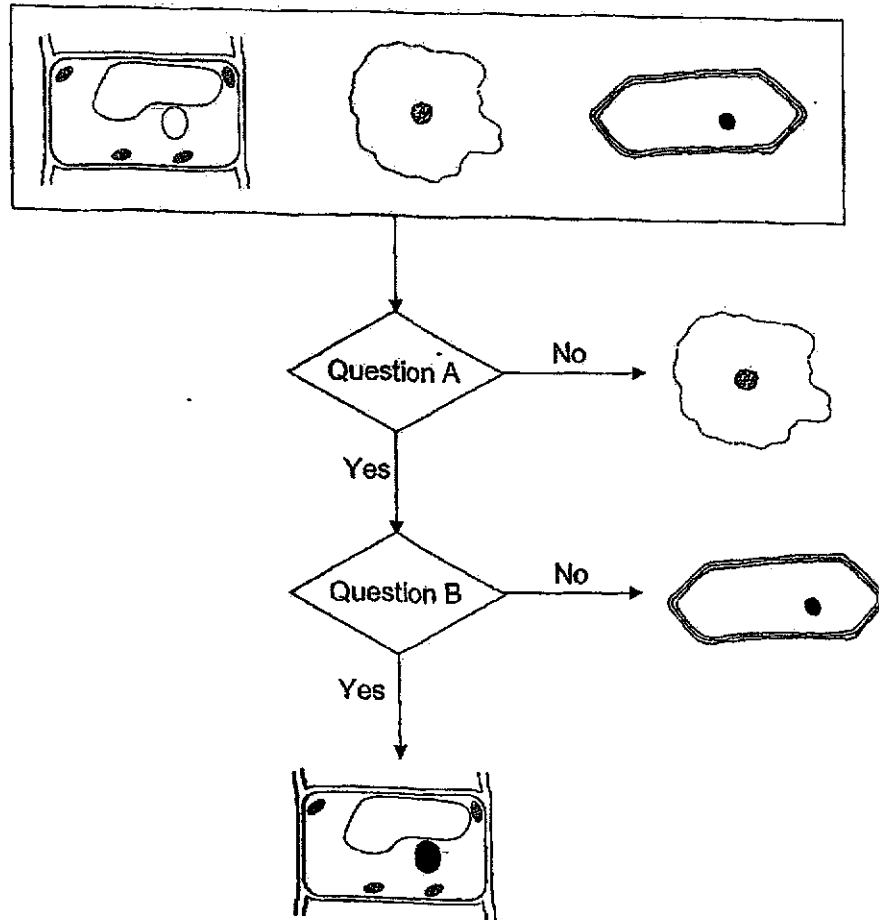 Question A
No
Yes
Question B
No
Yes